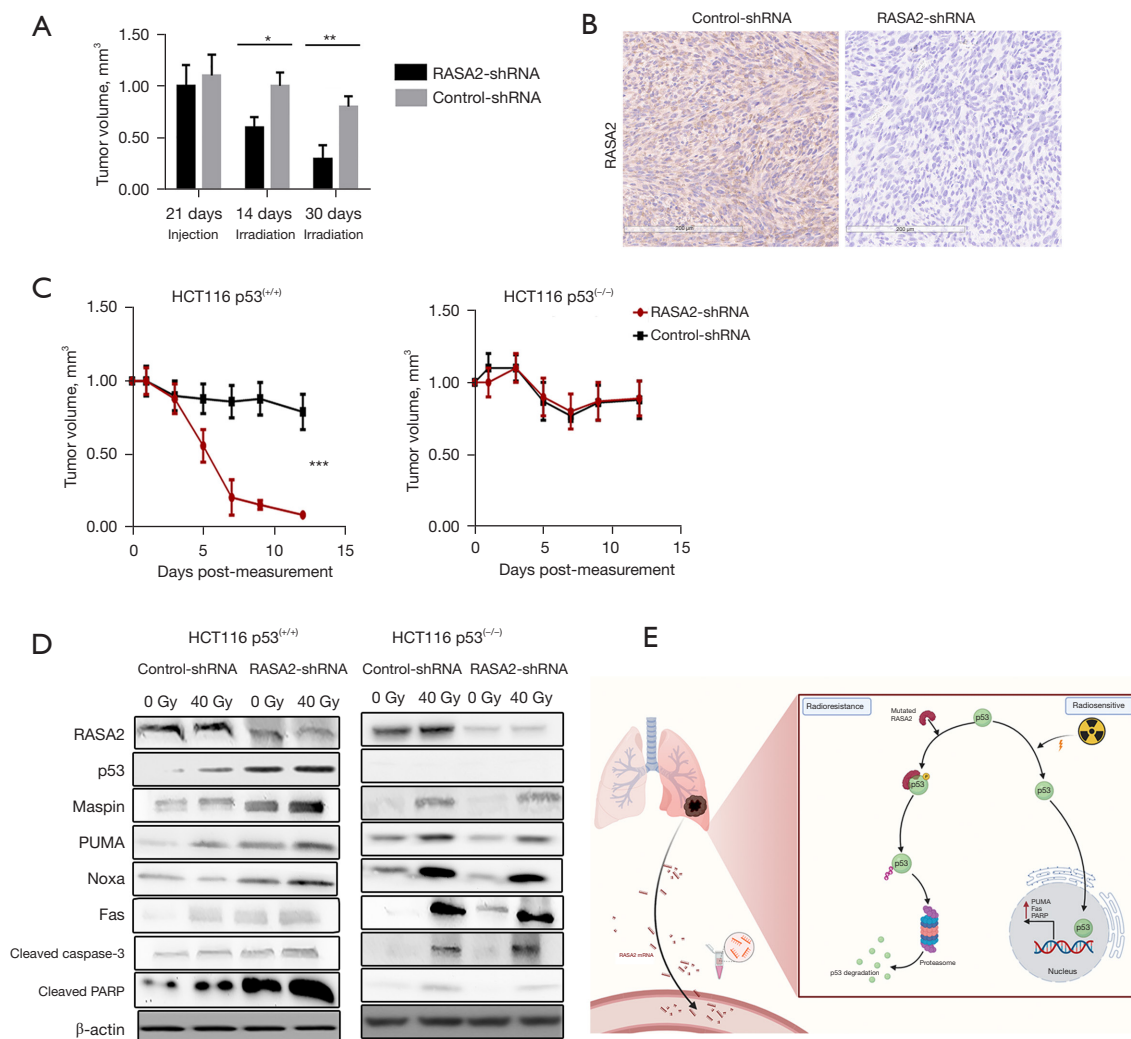 A
1.50
1.00
0.50
0.00
Tumor volume, mm3
*
**
RASA2-shRNA
Control-shRNA
21 days
14 days
30 days
Injection
Irradiation
Irradiation
B
Control-shRNA
RASA2-shRNA
RASA2
200 μm
200 μm
C
HCT116 p53(+/+)
1.50
1.00
0.50
0.00
Tumor volume, mm3
***
0
5
10
15
Days post-measurement
HCT116 p53(−/−)
1.50
1.00
0.50
0.00
Tumor volume, mm3
RASA2-shRNA
Control-shRNA
0
5
10
15
Days post-measurement
D
HCT116 p53(+/+)
HCT116 p53(−/−)
Control-shRNA
RASA2-shRNA
Control-shRNA
RASA2-shRNA
0 Gy
40 Gy
0 Gy
40 Gy
0 Gy
40 Gy
0 Gy
40 Gy
RASA2
p53
Maspin
PUMA
Noxa
Fas
Cleaved caspase-3
Cleaved PARP
β-actin
E
RASA2 mRNA
Radioresistance
Radiosensitive
Mutated
RASA2
p53
P
p53
p53
p53
Proteasome
p53 degradation
PUMA
Fas
PARP
p53
Nucleus